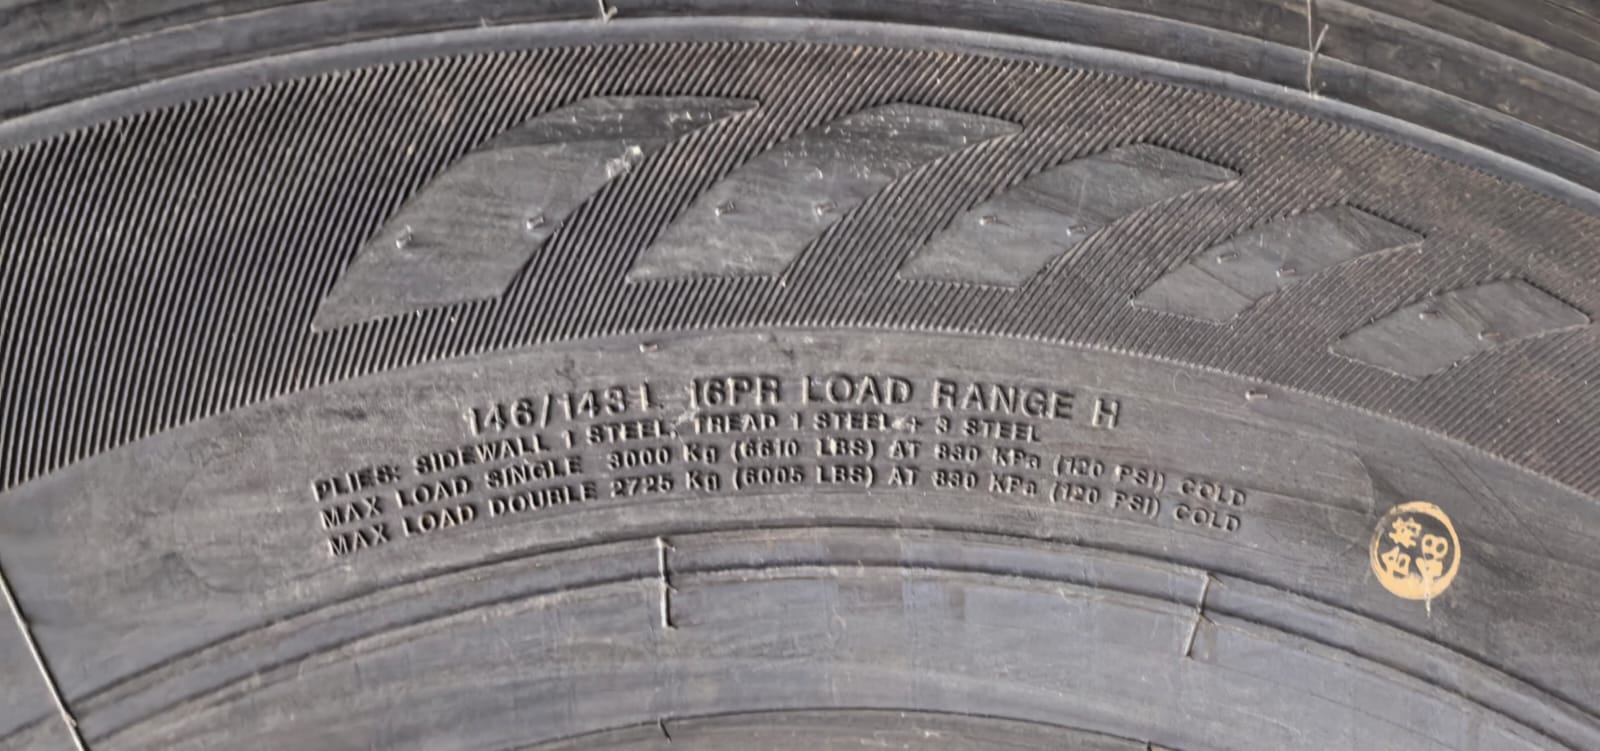 146/143 L 16PR LOAD RANGE H
PLIES: SIDEWALL 1 STEEL; TREAD 1 STEEL + 3 STEEL
MAX LOAD SINGLE 3000 Kg (6610 LBS) AT 830 KPa (120 PSI) COLD
MAX LOAD DOUBLE 2725 Kg (6005 LBS) AT 830 KPa (120 PSI) COLD